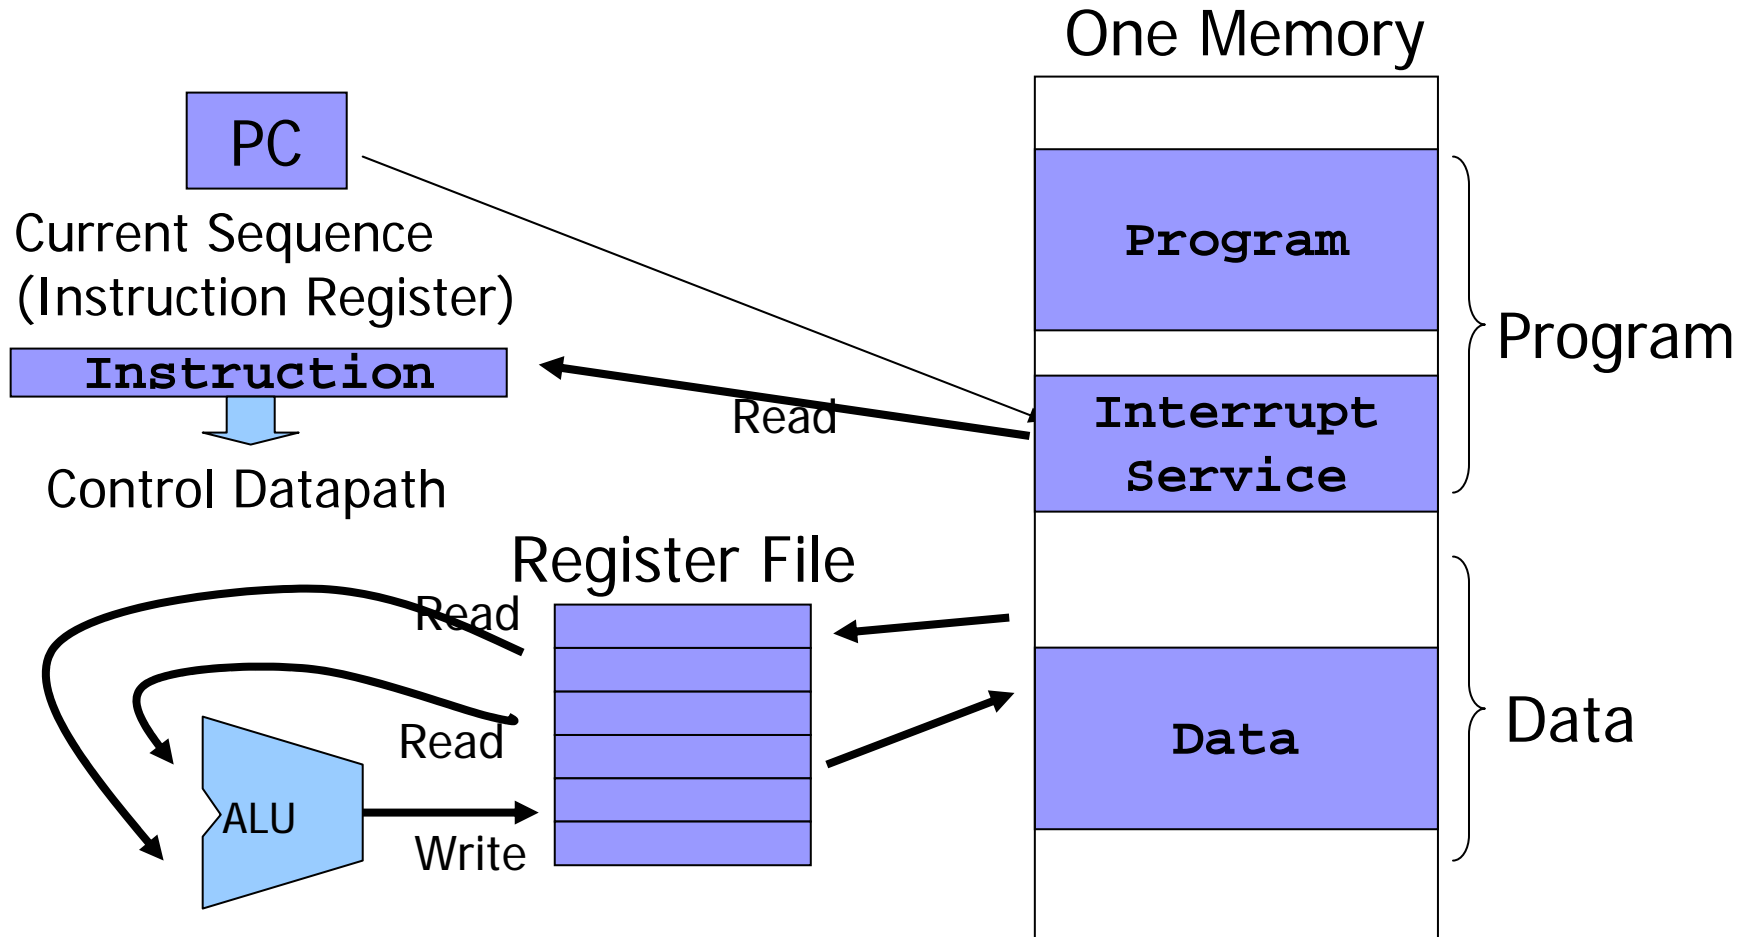 One Memory
PC
Current Sequence
(Instruction Register)
Instruction
Control Datapath
Program
Interrupt
Service
Program
Read
Register File
Read
Read
ALU
Write
Data
Data